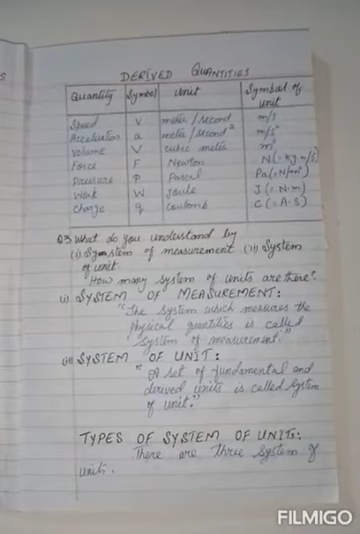 DERIVED QUANTITIES
Quantity Symbol Unit Symbol of unit
Speed V meter/second m/s
Acceleration a meter/second² m/s²
Volume V cubic meter m³
Force F Newton N(=Kg m/s)
Pressure P Pascal Pa(=N/m²)
Work W Joule J(=N·m)
Charge q Coulomb C(=A·S)
Q3 What do you understand by
(i) System of measurement (ii) System
of unit.
How many system of units are there?
(i) SYSTEM OF MEASUREMENT:
"The system which measures the
physical quantities is called
system of measurement."
(ii) SYSTEM OF UNIT:
"A set of fundamental and
derived units is called system
of unit."
TYPES OF SYSTEM OF UNITS:
There are three system of
units.
FILMIGO